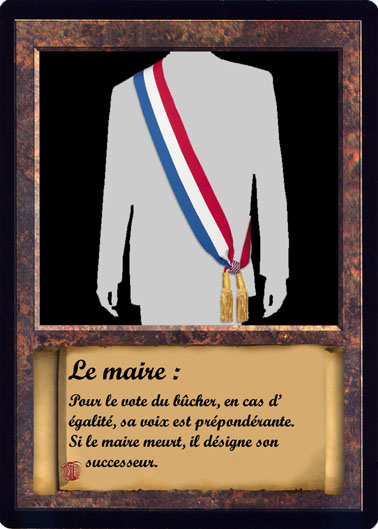 Le maire :
Pour le vote du bûcher, en cas d'
égalité, sa voix est prépondérante.
Si le maire meurt, il désigne son
successeur.